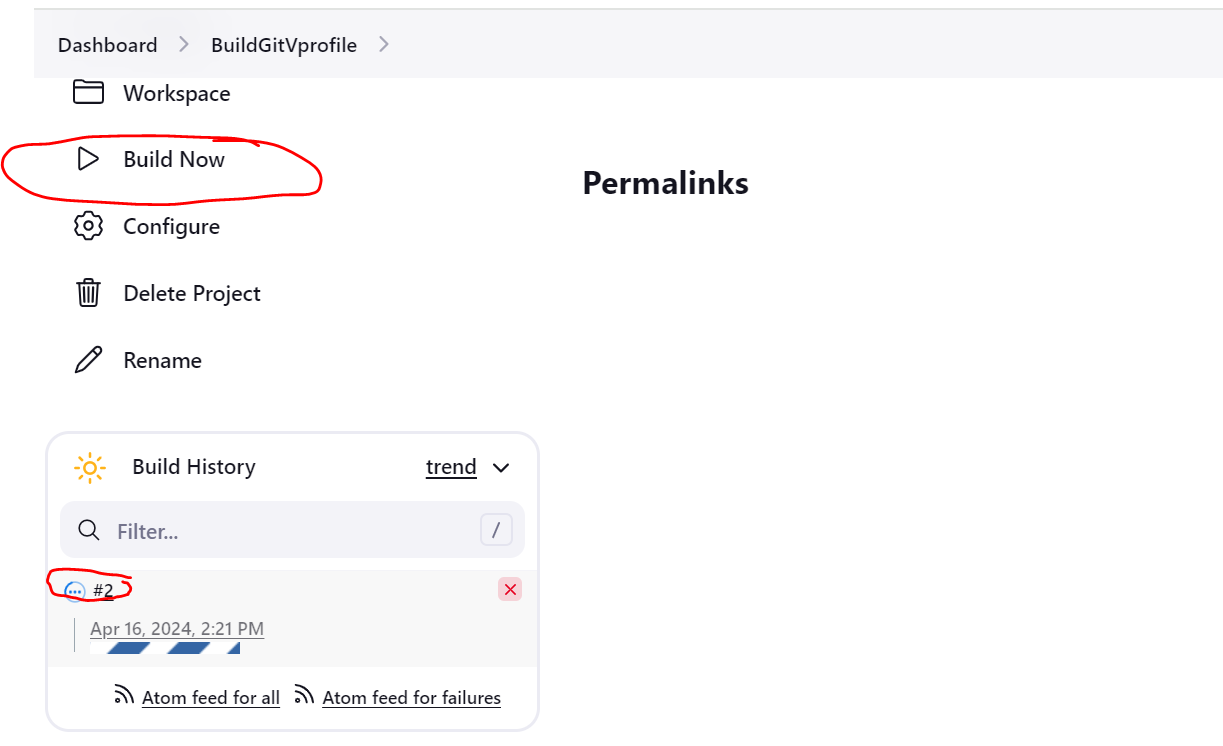 Dashboard > BuildGitVprofile >
Workspace
Build Now
Permalinks
Configure
Delete Project
Rename
Build History trend
Filter... /
#2
Apr 16, 2024, 2:21 PM
Atom feed for all Atom feed for failures